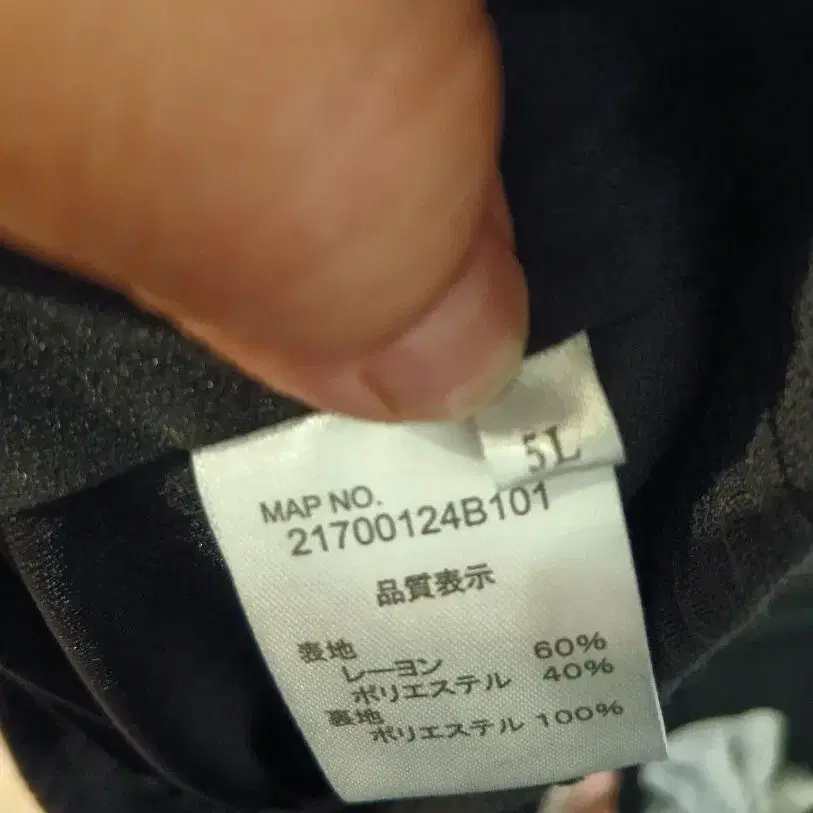 5L
MAP NO.
21700124B101
品質表示
表地
レーヨン 60%
ポリエステル 40%
裏地
ポリエステル 100%